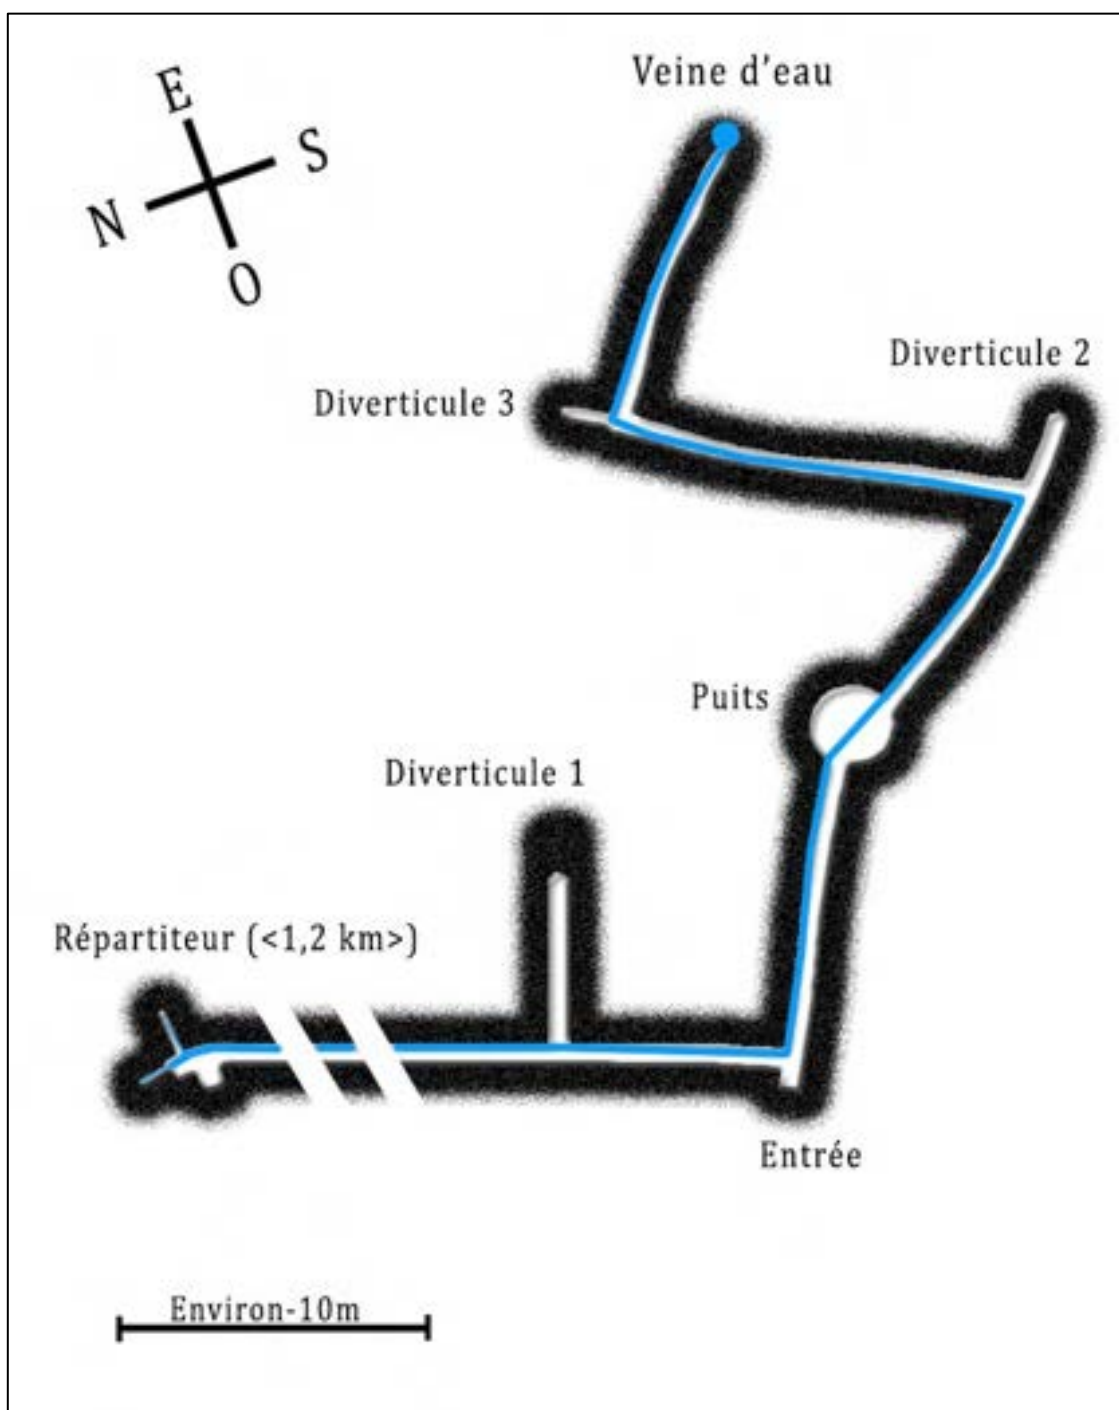 Veine d'eau
E
S
N
O
Diverticule 2
Diverticule 3
Puits
Diverticule 1
Répartiteur (<1,2 km>)
Entrée
Environ-10m